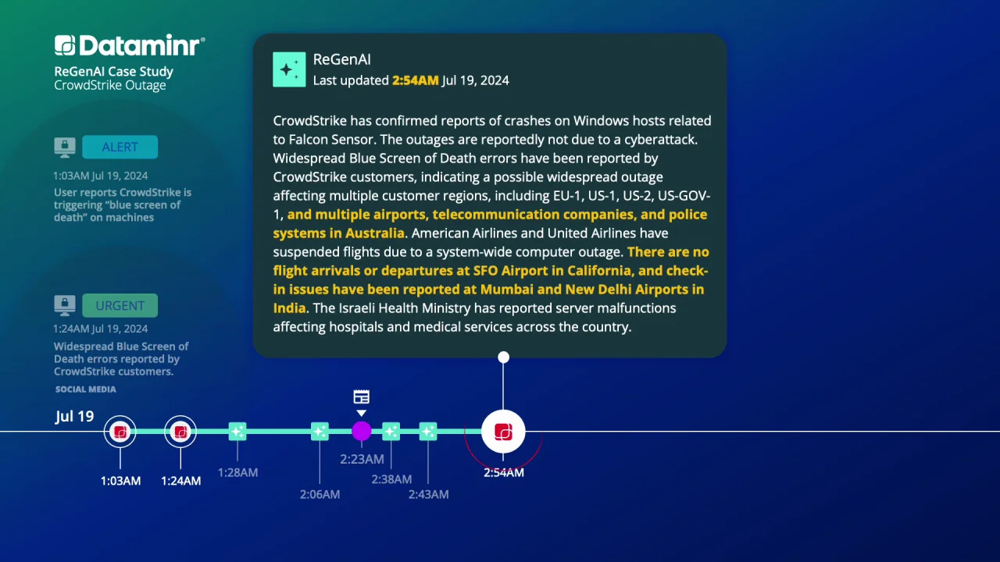 Dataminr®
ReGenAI Case Study
CrowdStrike Outage
ALERT
1:03AM Jul 19, 2024
User reports CrowdStrike is
triggering “blue screen of
death” on machines
URGENT
1:24AM Jul 19, 2024
Widespread Blue Screen of
Death errors reported by
CrowdStrike customers.
SOCIAL MEDIA
ReGenAI
Last updated 2:54AM Jul 19, 2024
CrowdStrike has confirmed reports of crashes on Windows hosts related
to Falcon Sensor. The outages are reportedly not due to a cyberattack.
Widespread Blue Screen of Death errors have been reported by
CrowdStrike customers, indicating a possible widespread outage
affecting multiple customer regions, including EU-1, US-1, US-2, US-GOV-
1, and multiple airports, telecommunication companies, and police
systems in Australia. American Airlines and United Airlines have
suspended flights due to a system-wide computer outage. There are no
flight arrivals or departures at SFO Airport in California, and check-
in issues have been reported at Mumbai and New Delhi Airports in
India. The Israeli Health Ministry has reported server malfunctions
affecting hospitals and medical services across the country.
Jul 19
1:03AM
1:24AM
1:28AM
2:06AM
2:23AM
2:38AM
2:43AM
2:54AM